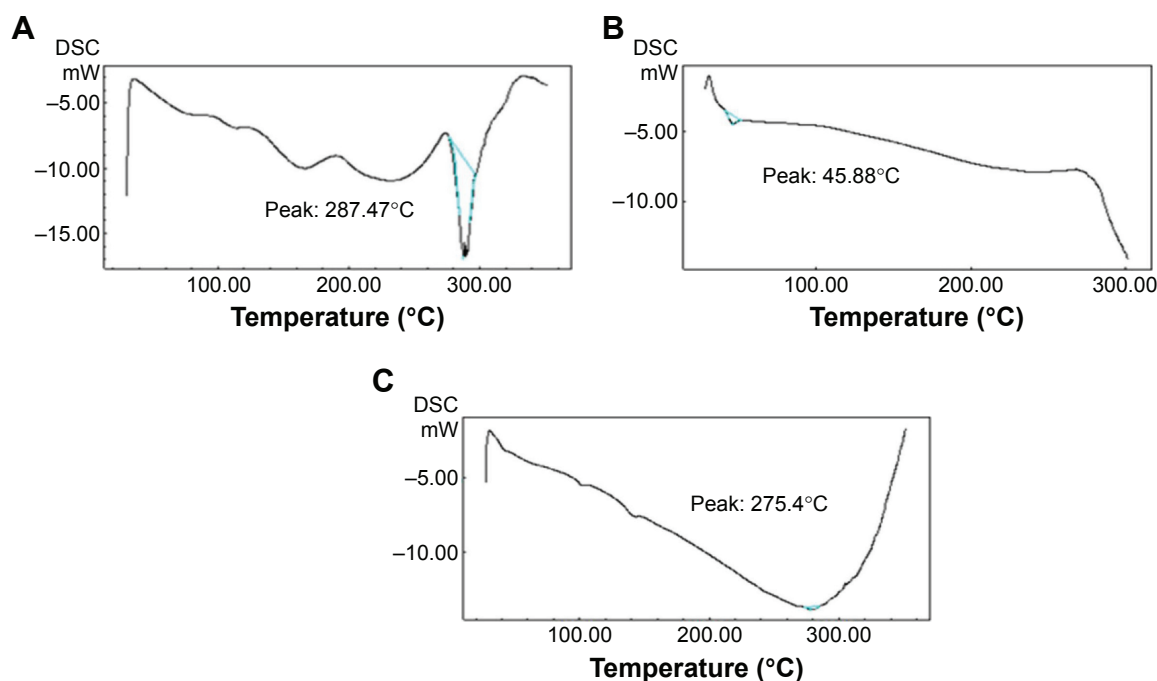 A
DSC
mW
–5.00
–10.00
–15.00
Peak: 287.47°C
100.00 200.00 300.00
Temperature (°C)
B
DSC
mW
–5.00
–10.00
Peak: 45.88°C
100.00 200.00 300.00
Temperature (°C)
C
DSC
mW
–5.00
–10.00
Peak: 275.4°C
100.00 200.00 300.00
Temperature (°C)